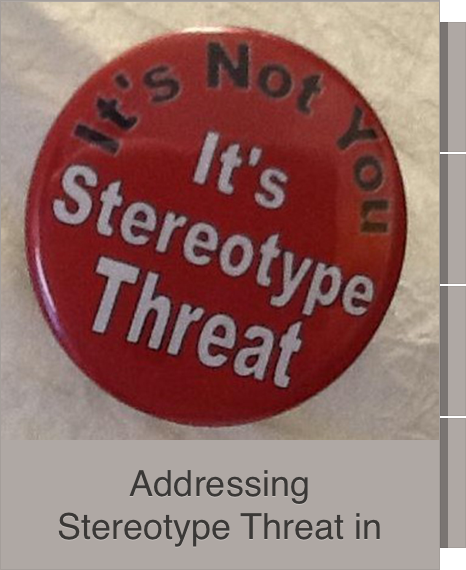 It's Not You
It's
Stereotype
Threat
Addressing
Stereotype Threat in